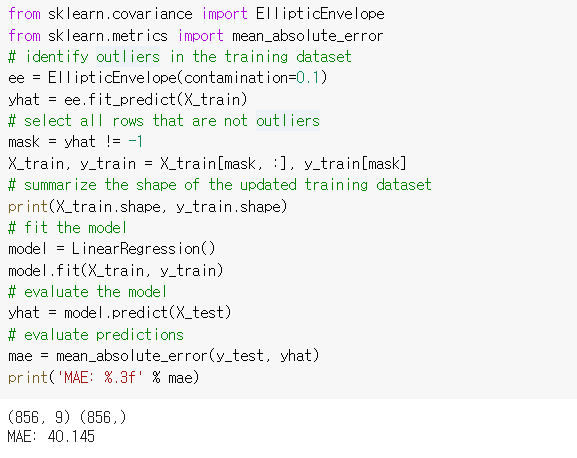 from sklearn.covariance import EllipticEnvelope
from sklearn.metrics import mean_absolute_error
# identify outliers in the training dataset
ee = EllipticEnvelope(contamination=0.1)
yhat = ee.fit_predict(X_train)
# select all rows that are not outliers
mask = yhat != -1
X_train, y_train = X_train[mask, :], y_train[mask]
# summarize the shape of the updated training dataset
print(X_train.shape, y_train.shape)
# fit the model
model = LinearRegression()
model.fit(X_train, y_train)
# evaluate the model
yhat = model.predict(X_test)
# evaluate predictions
mae = mean_absolute_error(y_test, yhat)
print('MAE: %.3f' % mae)
(856, 9) (856,)
MAE: 40.145